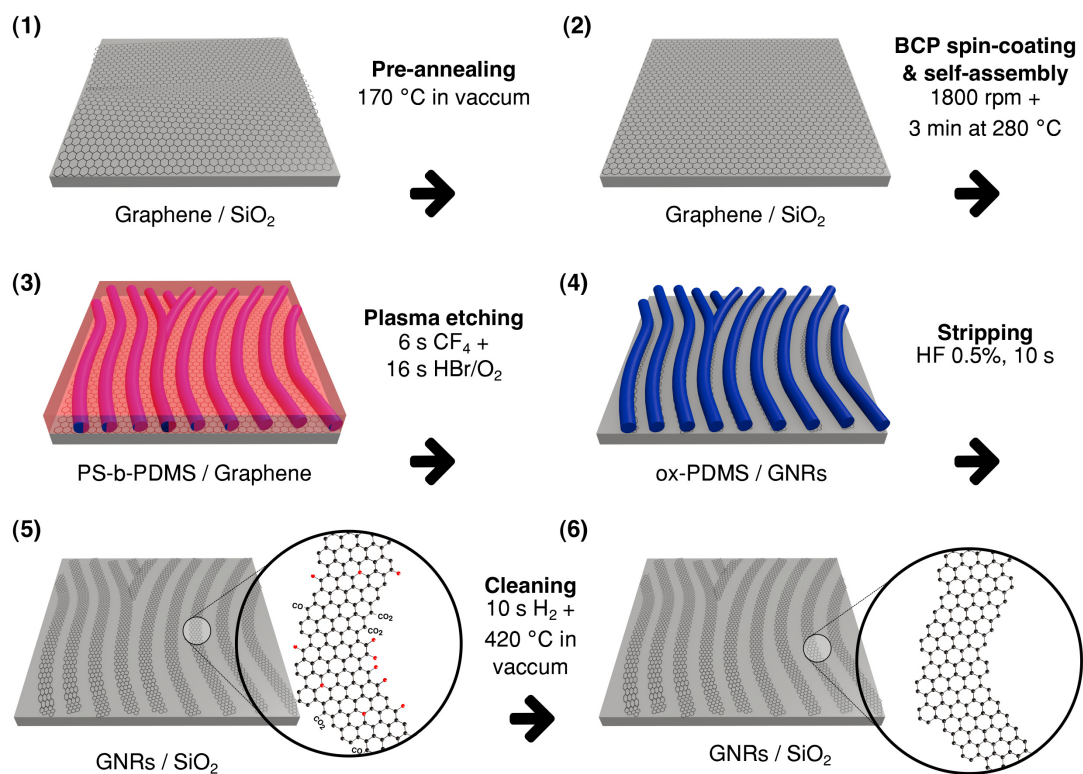 (1)
Graphene / SiO₂
Pre-annealing
170 °C in vaccum
(2)
Graphene / SiO₂
BCP spin-coating
& self-assembly
1800 rpm +
3 min at 280 °C
(3)
PS-b-PDMS / Graphene
Plasma etching
6 s CF₄ +
16 s HBr/O₂
(4)
ox-PDMS / GNRs
Stripping
HF 0.5%, 10 s
(5)
CO
CO₂
CO₂
CO₂
CO
GNRs / SiO₂
Cleaning
10 s H₂ +
420 °C in
vaccum
(6)
GNRs / SiO₂